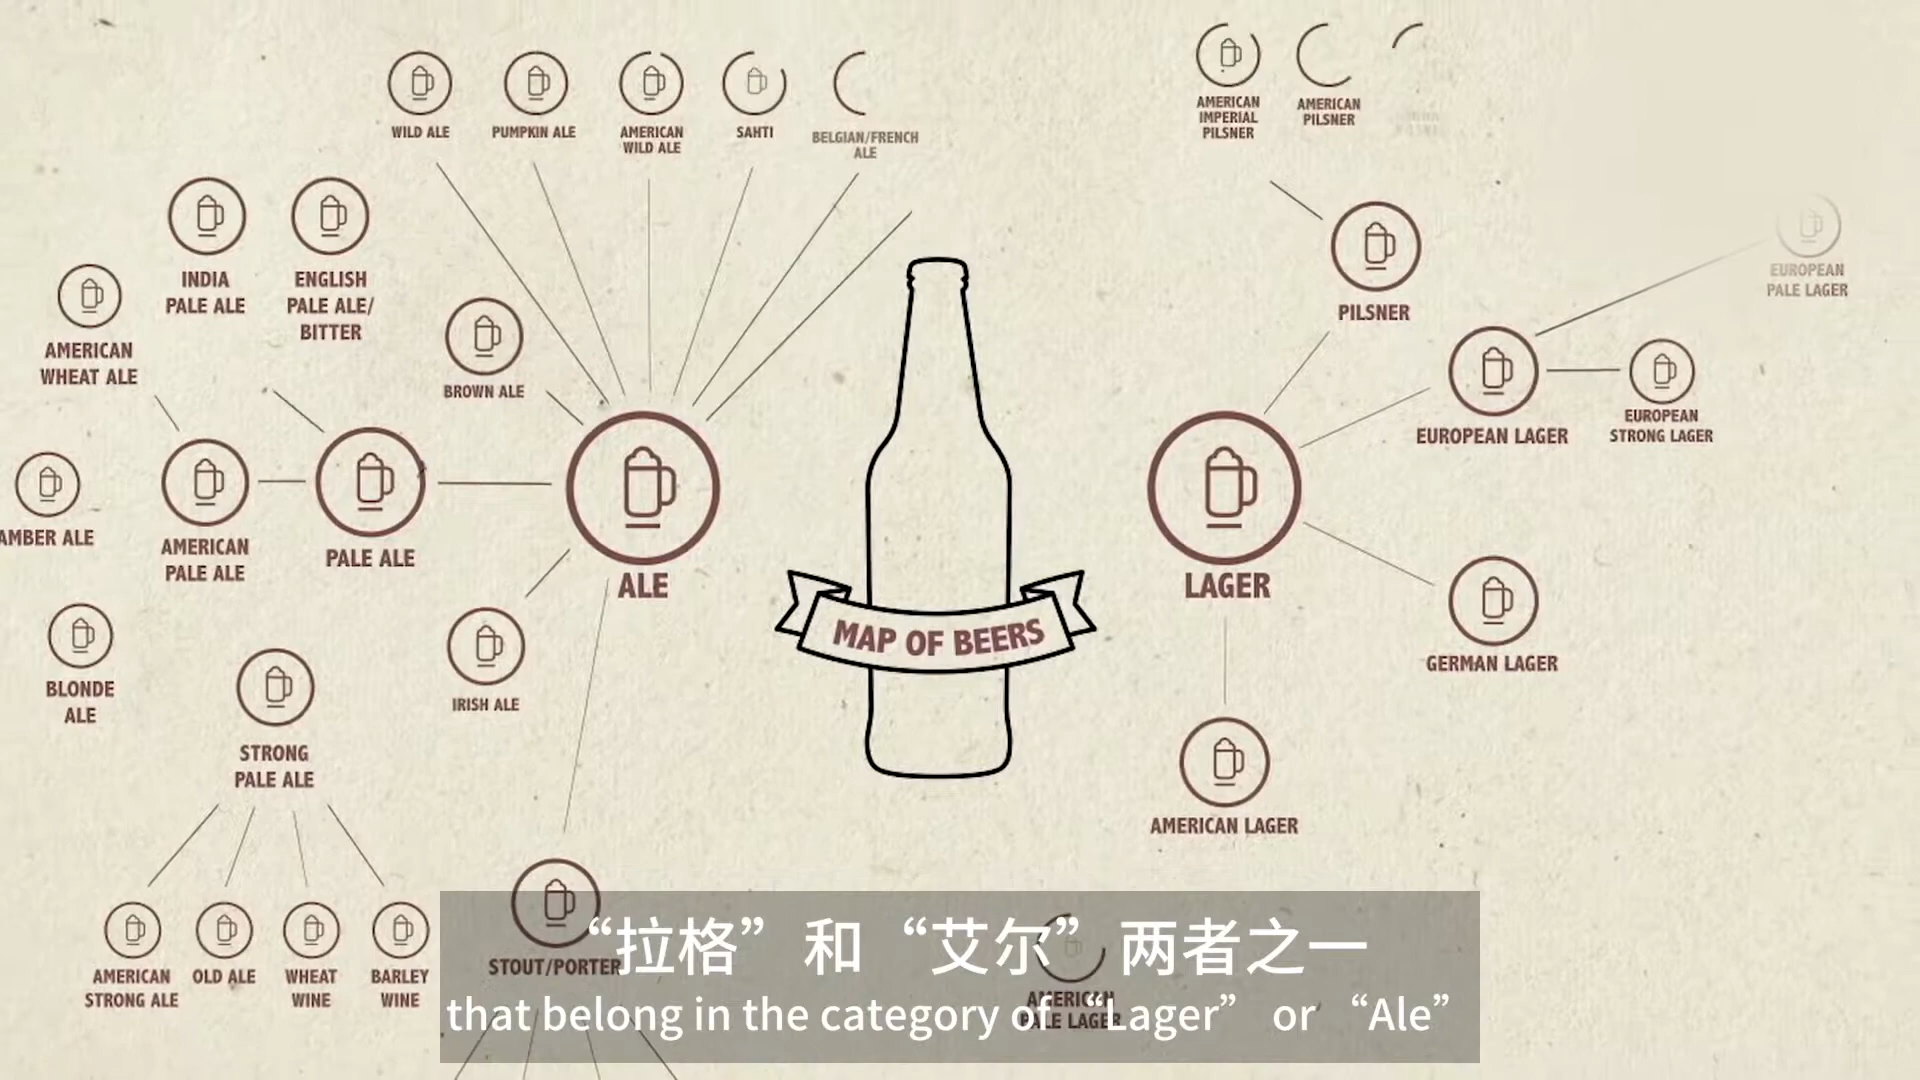 WILD ALE
PUMPKIN ALE
AMERICAN
WILD ALE
SAHTI
BELGIAN/FRENCH
ALE
AMERICAN
IMPERIAL
PILSNER
AMERICAN
PILSNER
INDIA
PALE ALE
ENGLISH
PALE ALE/
BITTER
AMERICAN
WHEAT ALE
BROWN ALE
PILSNER
EUROPEAN
PALE LAGER
EUROPEAN LAGER
EUROPEAN
STRONG LAGER
AMBER ALE
AMERICAN
PALE ALE
PALE ALE
ALE
LAGER
MAP OF BEERS
BLONDE
ALE
STRONG
PALE ALE
IRISH ALE
GERMAN LAGER
AMERICAN LAGER
AMERICAN
STRONG ALE
OLD ALE
WHEAT
WINE
BARLEY
WINE
STOUT/PORTER
AMERICAN
PALE LAGER
“拉格” 和 “艾尔” 两者之一
that belong in the category of “Lager” or “Ale”